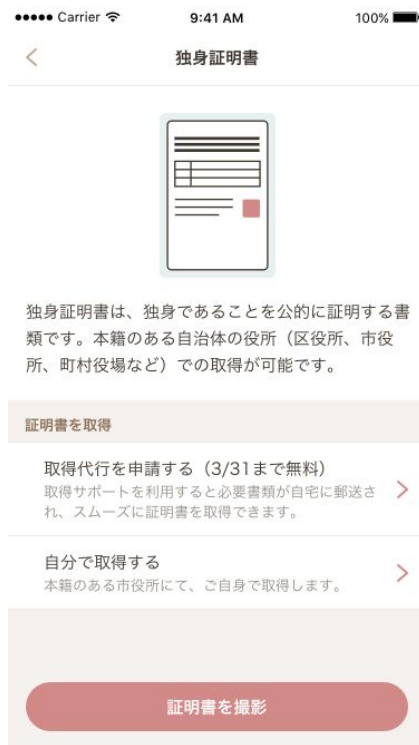 Carrier 9:41 AM 100%
独身証明書
独身証明書は、独身であることを公的に証明する書
類です。本籍のある自治体の役所（区役所、市役
所、町村役場など）での取得が可能です。
証明書を取得
取得代行を申請する（3/31まで無料）
取得サポートを利用すると必要書類が自宅に郵送さ
れ、スムーズに証明書を取得できます。
自分で取得する
本籍のある市役所にて、ご自身で取得します。
証明書を撮影